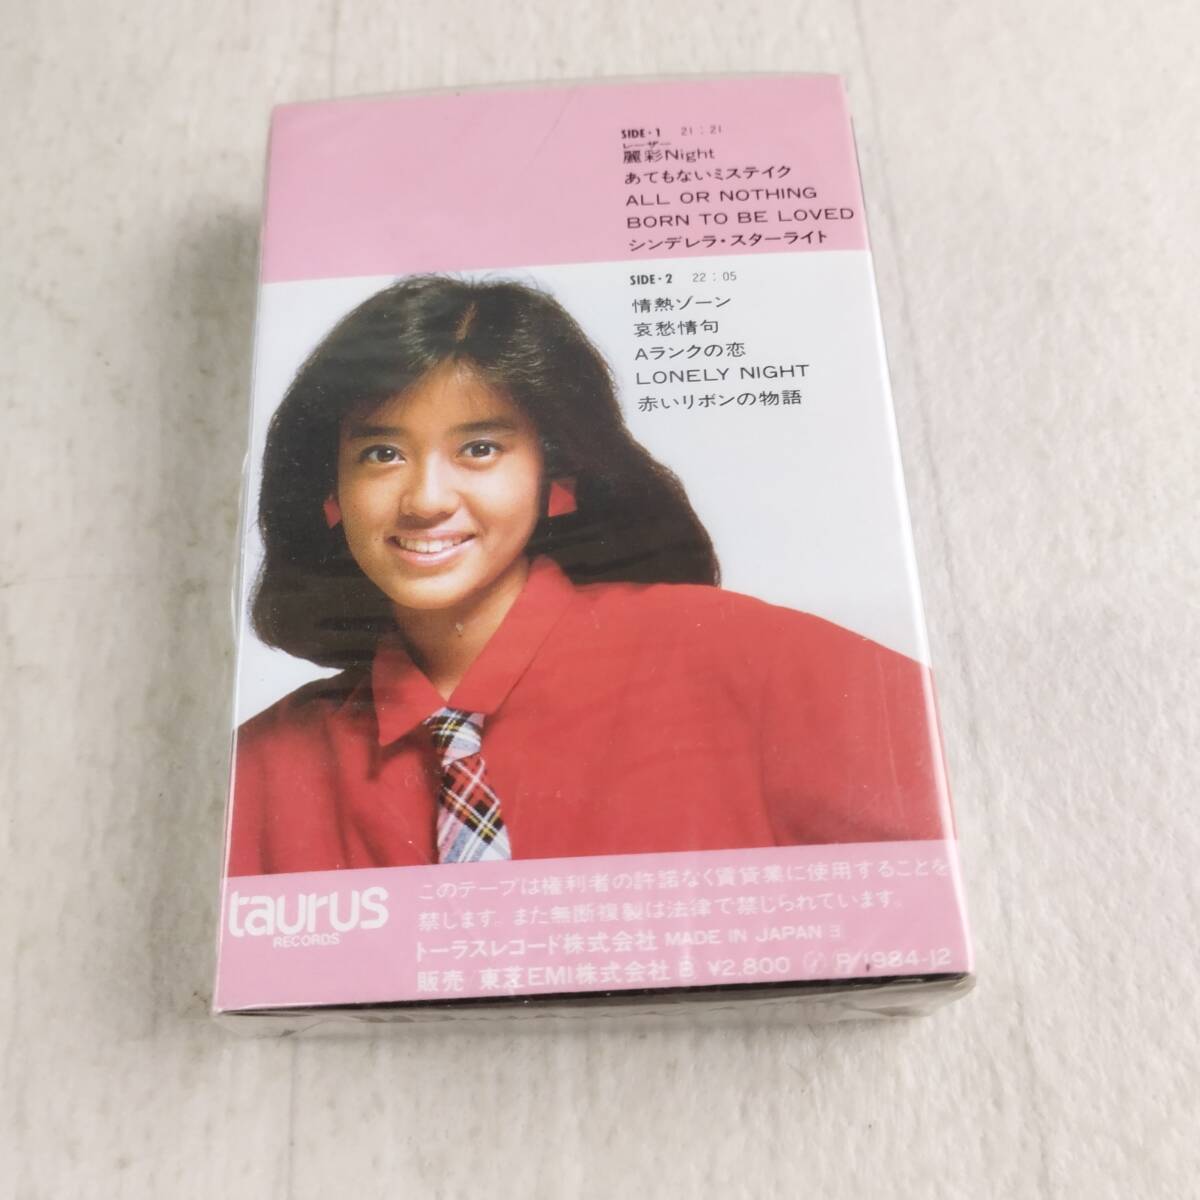 SIDE・1 21：21
レーザー
麗彩Night
あてもないミステイク
ALL OR NOTHING
BORN TO BE LOVED
シンデレラ・スターライト
SIDE・2 22：05
情熱ゾーン
哀愁情句
Aランクの恋
LONELY NIGHT
赤いリボンの物語
taurus
RECORDS
このテープは権利者の許諾なく賃貸業に使用することを
禁じます。また無断複製は法律で禁じられています。
トーラスレコード株式会社 MADE IN JAPAN
販売／東芝EMI株式会社 ¥2,800 R/1984-12